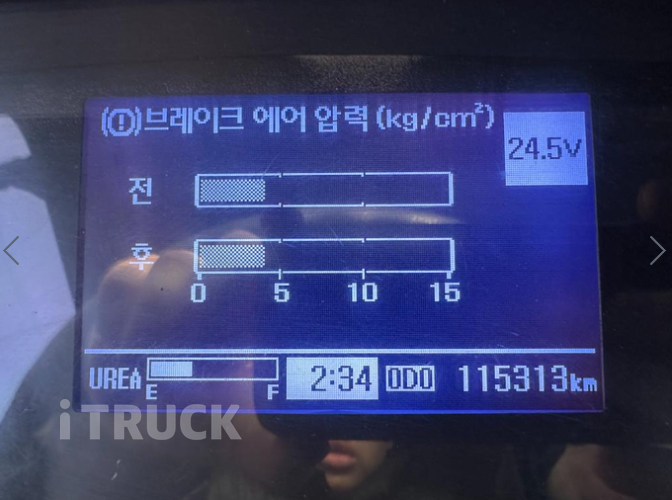 (!)브레이크 에어 압력 (kg/cm²)
24.5V
전
후
0 5 10 15
UREA E F 2:34 ODO 115313km
iTRUCK